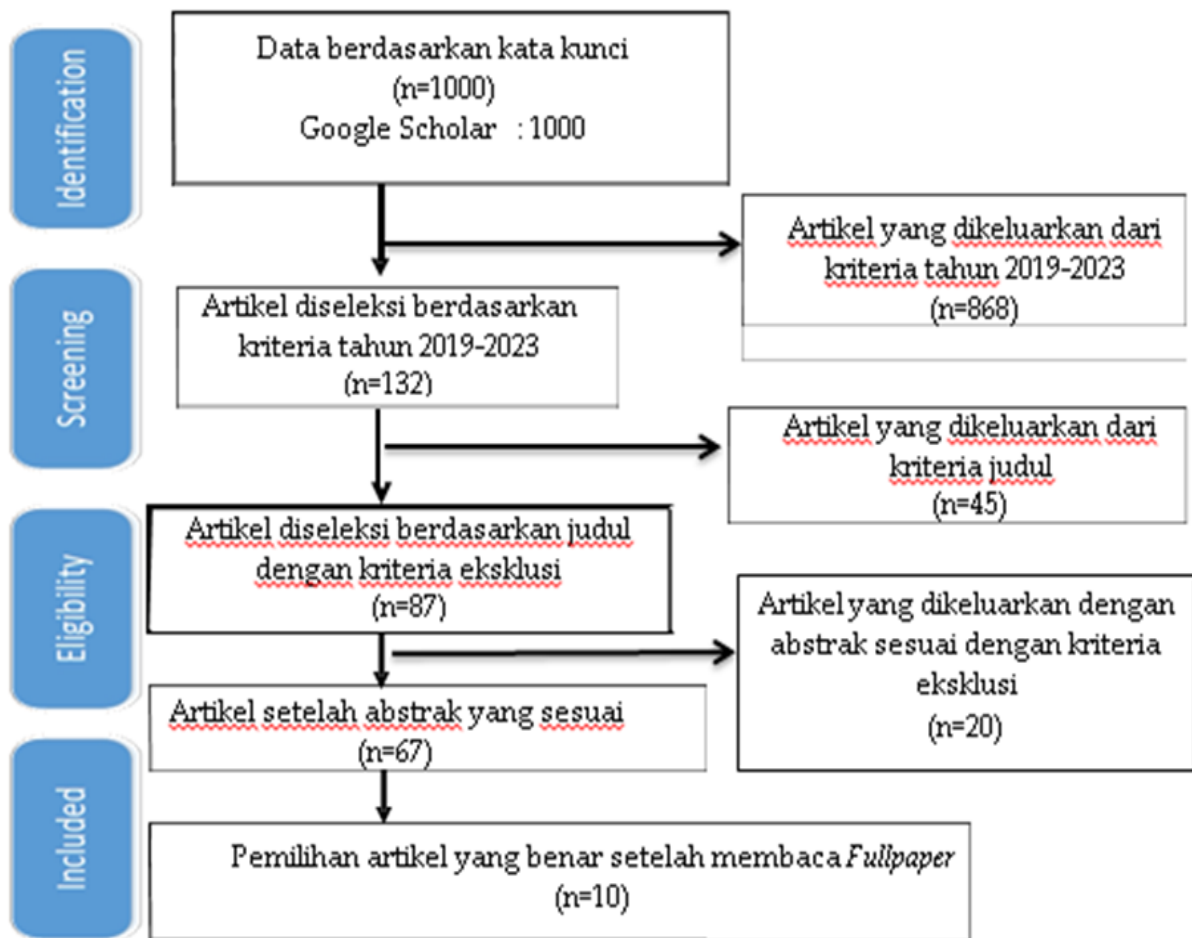 Identification
Data berdasarkan kata kunci
(n=1000)
Google Scholar : 1000
Artikel yang dikeluarkan dari
kriteria tahun 2019-2023
(n=868)
Screening
Artikel diseleksi berdasarkan
kriteria tahun 2019-2023
(n=132)
Artikel yang dikeluarkan dari
kriteria judul
(n=45)
Eligibility
Artikel diseleksi berdasarkan judul
dengan kriteria eksklusi
(n=87)
Artikel yang dikeluarkan dengan
abstrak sesuai dengan kriteria
eksklusi
(n=20)
Artikel setelah abstrak yang sesuai
(n=67)
Included
Pemilihan artikel yang benar setelah membaca Fullpaper
(n=10)